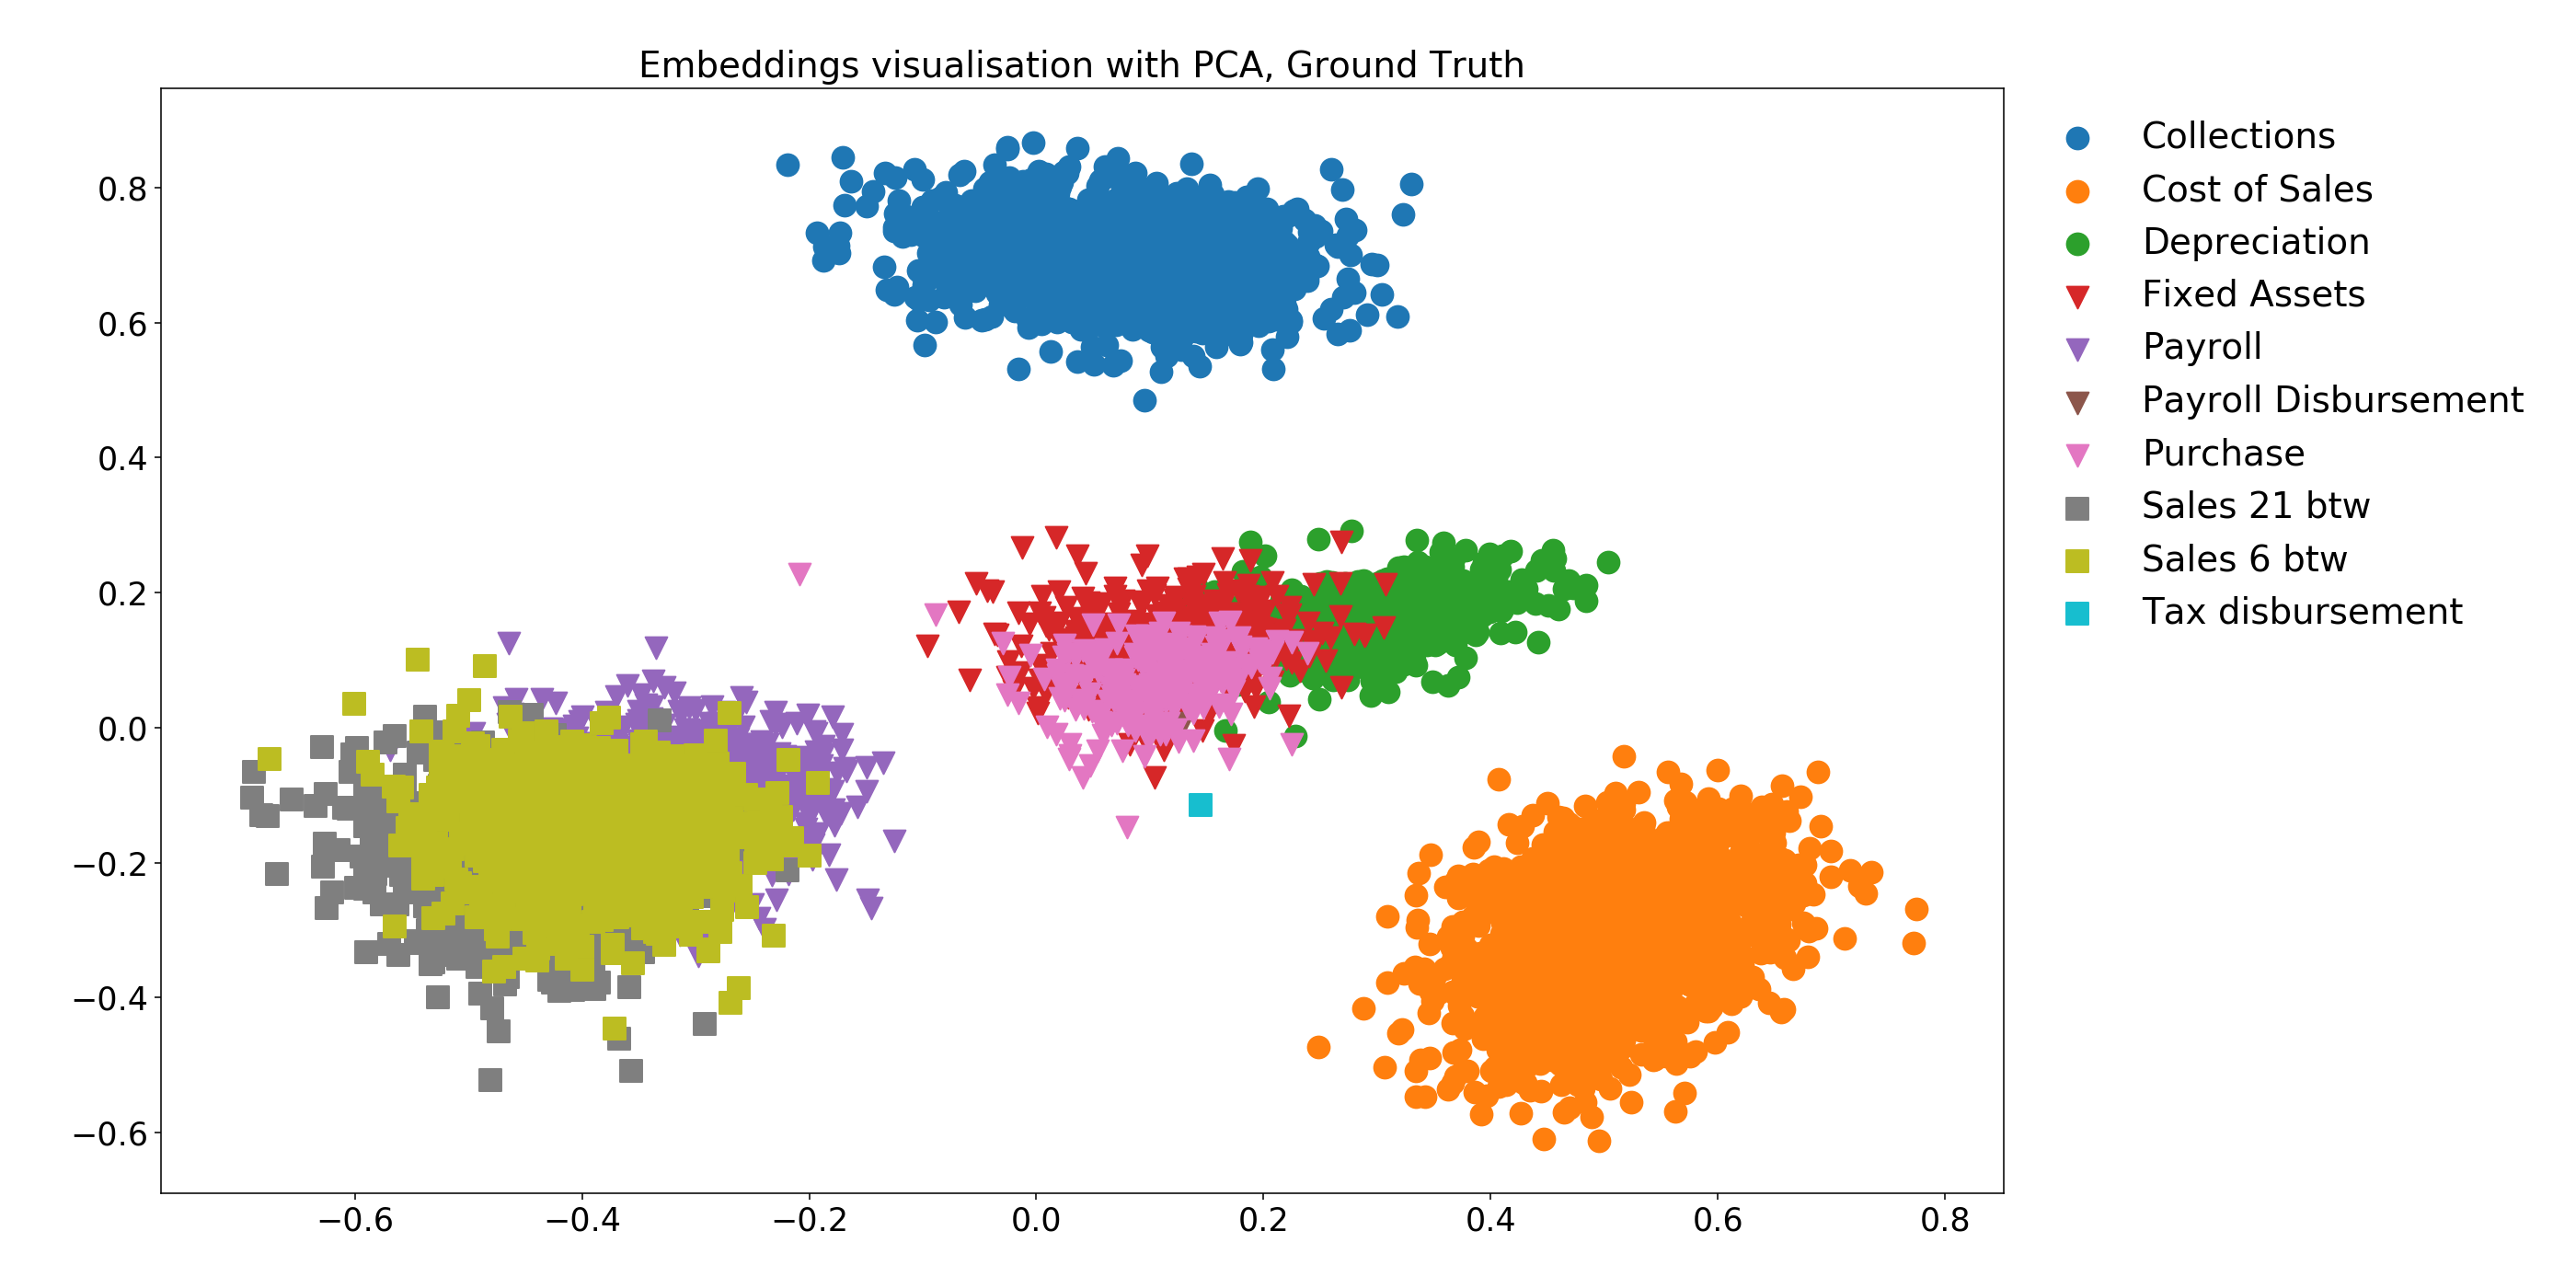 Embeddings visualisation with PCA, Ground Truth
0.8
0.6
0.4
0.2
0.0
−0.2
−0.4
−0.6
−0.6
−0.4
−0.2
0.0
0.2
0.4
0.6
0.8
Collections
Cost of Sales
Depreciation
Fixed Assets
Payroll
Payroll Disbursement
Purchase
Sales 21 btw
Sales 6 btw
Tax disbursement